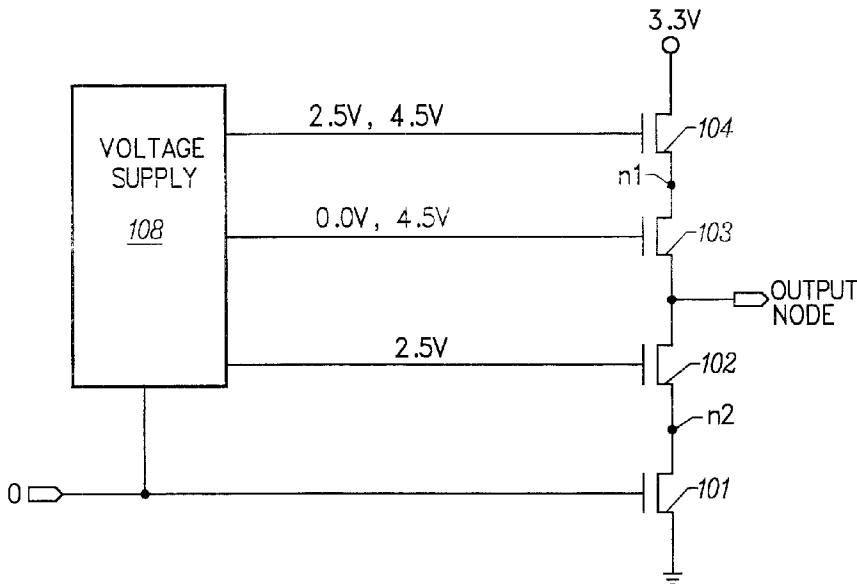 3.3V
2.5V, 4.5V
104
VOLTAGE
SUPPLY
108
n1
0.0V, 4.5V
103
OUTPUT
NODE
2.5V
102
n2
0
101